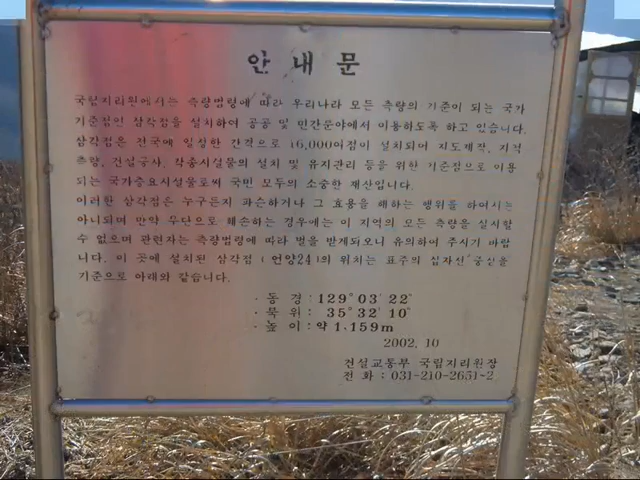 안 내 문
국립지리원에서는 측량법령에 따라 우리나라 모든 측량의 기준이 되는 국가
기준점인 삼각점을 설치하여 공공 및 민간분야에서 이용하도록 하고 있습니다.
삼각점은 전국에 일정한 간격으로 16,000여점이 설치되어 지도제작, 지적
측량, 건설공사, 각종시설물의 설치 및 유지관리 등을 위한 기준점으로 이용
되는 국가중요시설물로써 국민 모두의 소중한 재산입니다.
이러한 삼각점은 누구든지 파손하거나 그 효용을 해하는 행위를 하여서는
아니되며 만약 무단으로 훼손하는 경우에는 이 지역의 모든 측량을 실시할
수 없으며 관련자는 측량법령에 따라 벌을 받게되오니 유의하여 주시기 바랍
니다. 이 곳에 설치된 삼각점 ( 언양24 )의 위치는 표주의 십자선 중심을
기준으로 아래와 같습니다.
· 동 경 : 129° 03′ 22″
· 북 위 : 35° 32′ 10″
· 높 이 : 약 1,159m
2002. 10
건설교통부 국립지리원장
전 화 : 031-210-2651~2